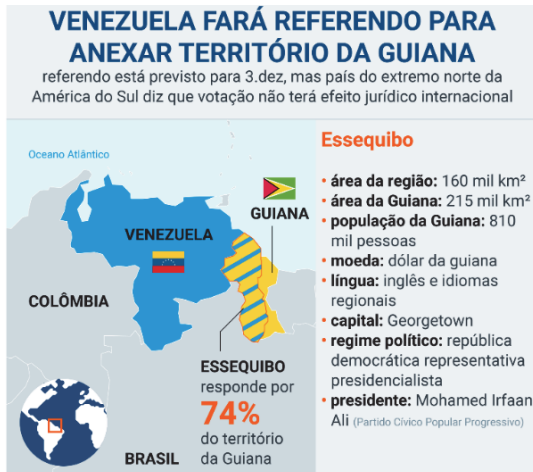 VENEZUELA FARÁ REFERENDO PARA
ANEXAR TERRITÓRIO DA GUIANA
referendo está previsto para 3.dez, mas país do extremo norte da
América do Sul diz que votação não terá efeito jurídico internacional
Oceano Atlântico
GUIANA
VENEZUELA
COLÔMBIA
ESSEQUIBO
responde por
74%
do território
da Guiana
BRASIL
Essequibo
• área da região: 160 mil km²
• área da Guiana: 215 mil km²
• população da Guiana: 810
mil pessoas
• moeda: dólar da guiana
• língua: inglês e idiomas
regionais
• capital: Georgetown
• regime político: república
democrática representativa
presidencialista
• presidente: Mohamed Irfaan
Ali (Partido Cívico Popular Progressivo)